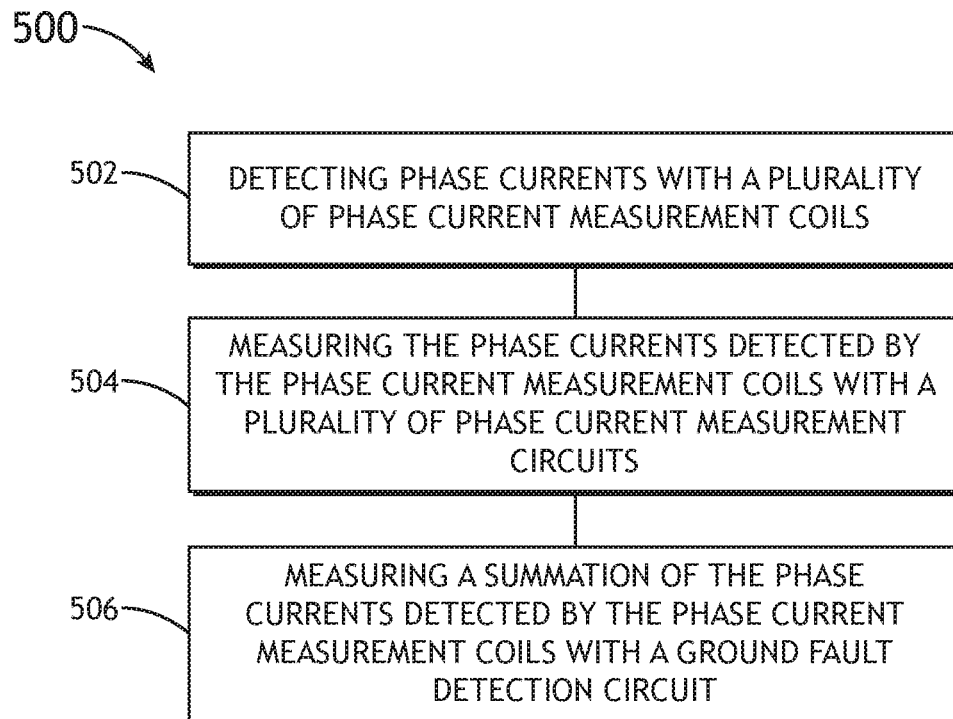 500
502
DETECTING PHASE CURRENTS WITH A PLURALITY
OF PHASE CURRENT MEASUREMENT COILS
504
MEASURING THE PHASE CURRENTS DETECTED BY
THE PHASE CURRENT MEASUREMENT COILS WITH A
PLURALITY OF PHASE CURRENT MEASUREMENT
CIRCUITS
506
MEASURING A SUMMATION OF THE PHASE
CURRENTS DETECTED BY THE PHASE CURRENT
MEASUREMENT COILS WITH A GROUND FAULT
DETECTION CIRCUIT